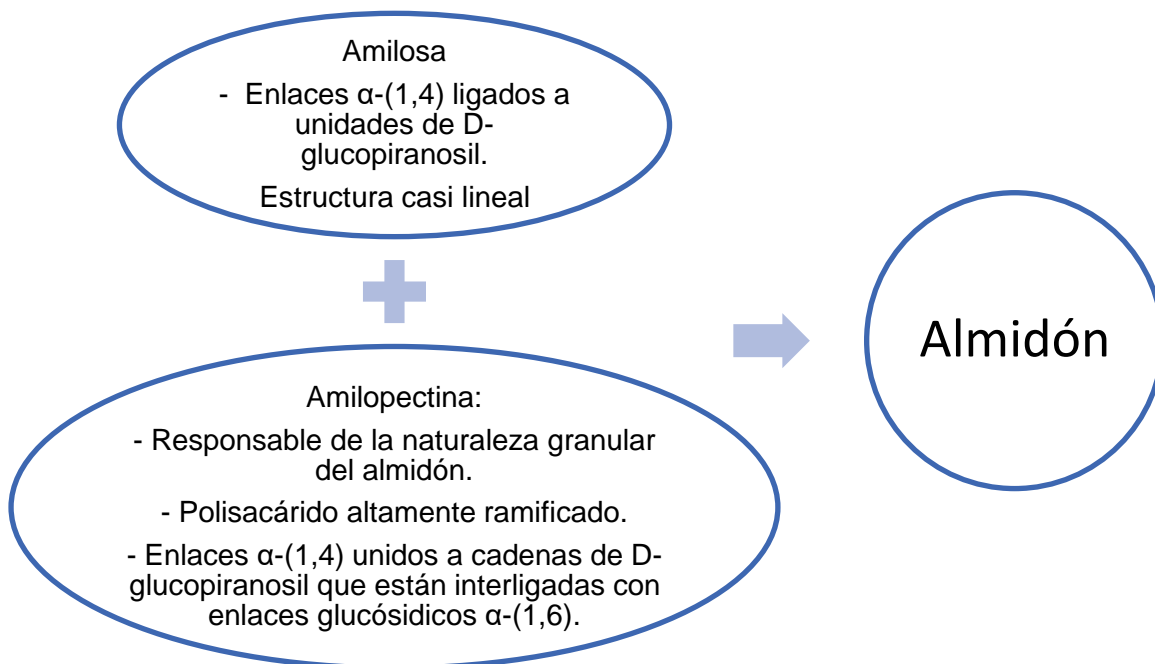 Amilosa
- Enlaces α-(1,4) ligados a
unidades de D-
glucopiranosil.
Estructura casi lineal
Amilopectina:
- Responsable de la naturaleza granular
del almidón.
- Polisacárido altamente ramificado.
- Enlaces α-(1,4) unidos a cadenas de D-
glucopiranosil que están interligadas con
enlaces glucósidicos α-(1,6).
Almidón